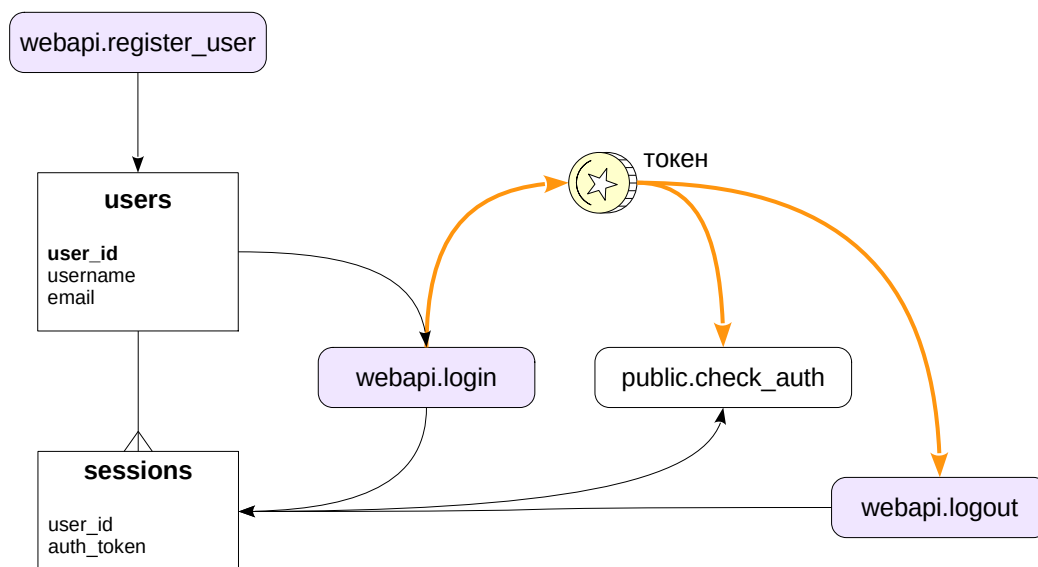 webapi.register_user
токен
users
user_id
username
email
webapi.login
public.check_auth
sessions
user_id
auth_token
webapi.logout